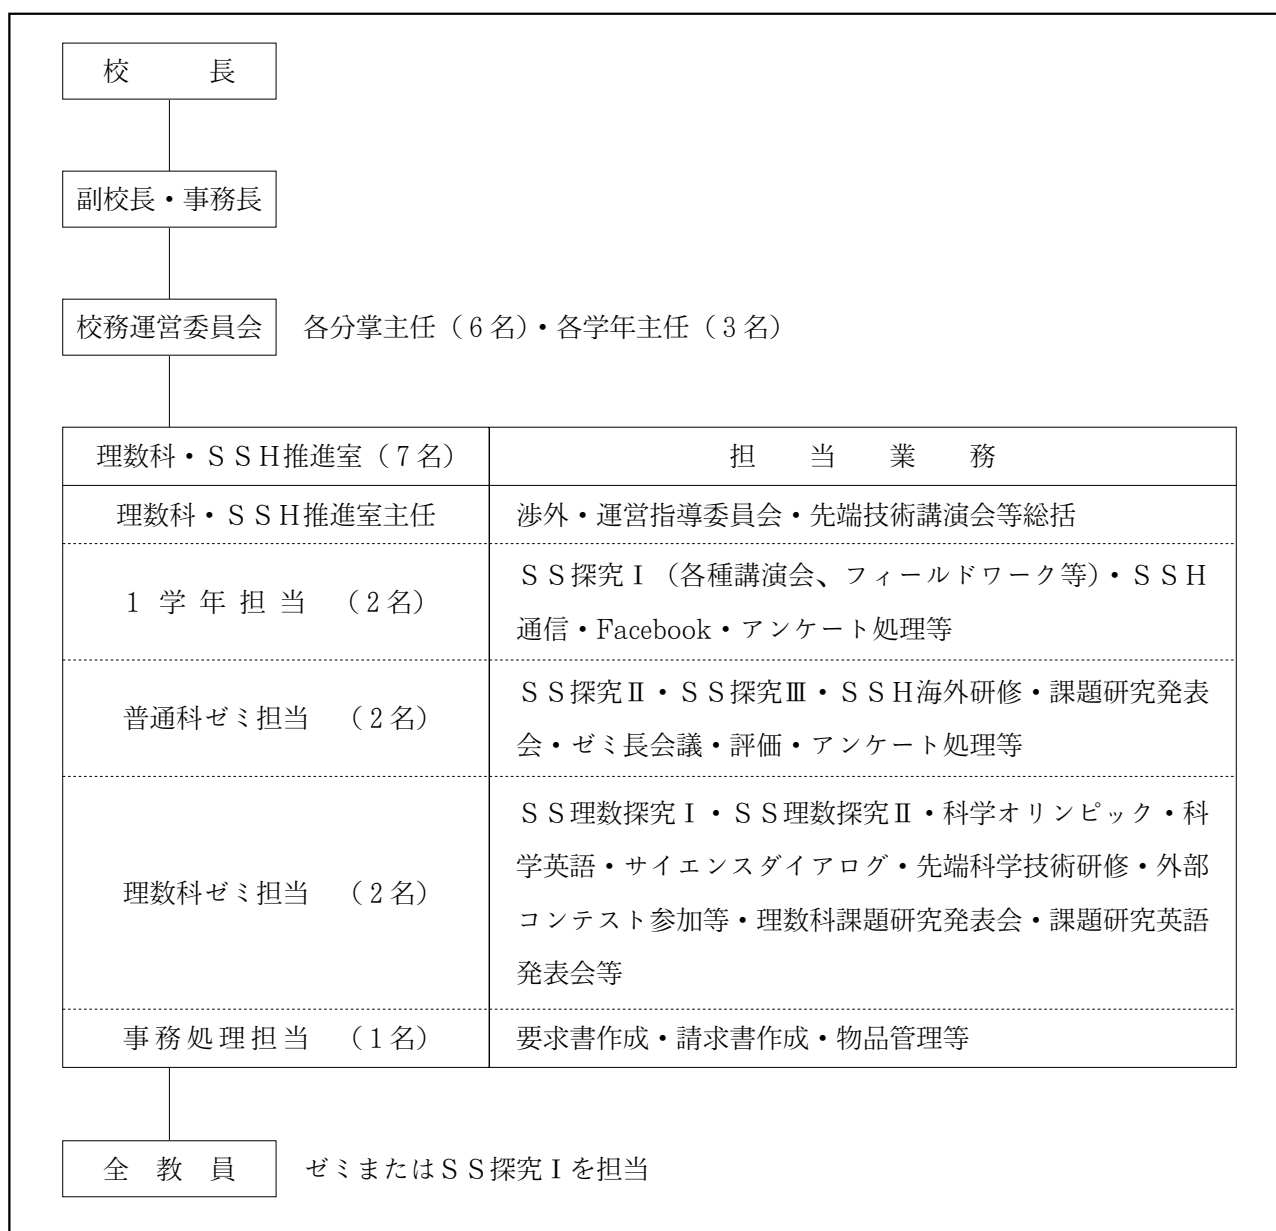 校　　長
副校長・事務長
校務運営委員会　各分掌主任（６名）・各学年主任（３名）
理数科・ＳＳＨ推進室（７名）　担　当　業　務
理数科・ＳＳＨ推進室主任　渉外・運営指導委員会・先端技術講演会等総括
１学年担当　（２名）　ＳＳ探究Ⅰ（各種講演会、フィールドワーク等）・ＳＳＨ
通信・Facebook・アンケート処理等
普通科ゼミ担当　（２名）　ＳＳ探究Ⅱ・ＳＳ探究Ⅲ・ＳＳＨ海外研修・課題研究発表
会・ゼミ長会議・評価・アンケート処理等
理数科ゼミ担当　（２名）　ＳＳ理数探究Ⅰ・ＳＳ理数探究Ⅱ・科学オリンピック・科
学英語・サイエンスダイアログ・先端科学技術研修・外部
コンテスト参加等・理数科課題研究発表会・課題研究英語
発表会等
事務処理担当　（１名）　要求書作成・請求書作成・物品管理等
全　教　員　ゼミまたはＳＳ探究Ⅰを担当